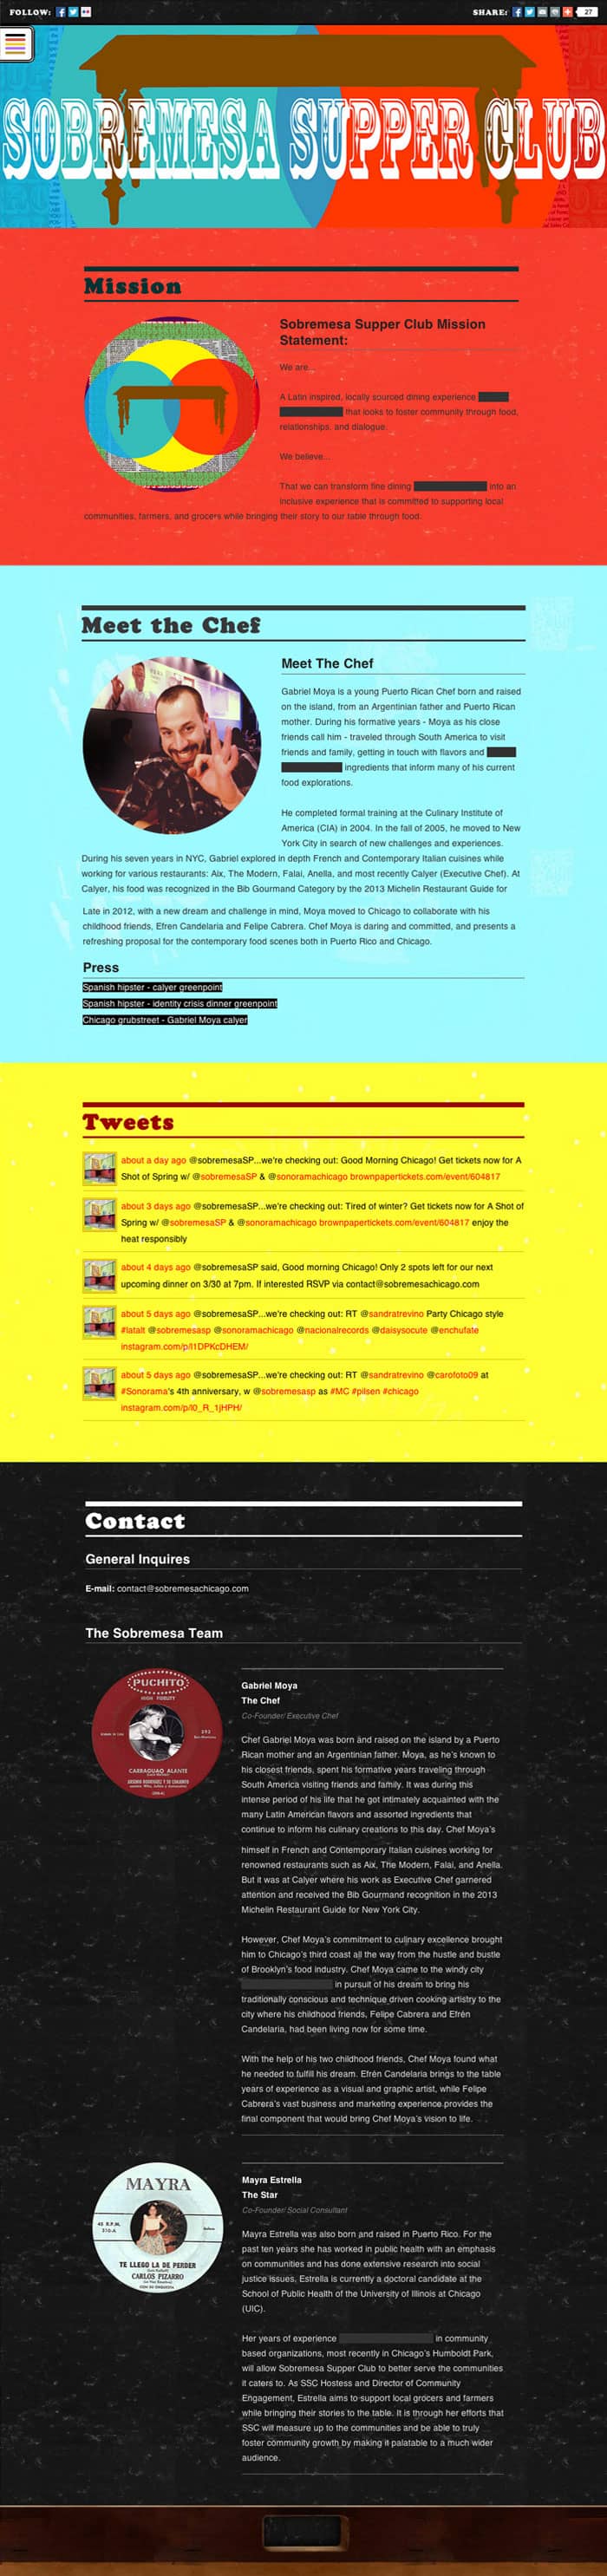 FOLLOW:
SHARE:
27
SOBREMESA SUPPER CLUB
Mission
Sobremesa Supper Club Mission
Statement:
We are...
A Latin inspired, locally sourced dining experience
that looks to foster community through food,
relationships, and dialogue.
We believe...
That we can transform fine dining into an
inclusive experience that is committed to supporting local
communities, farmers, and grocers while bringing their story to our table through food.
Meet the Chef
Meet The Chef
Gabriel Moya is a young Puerto Rican Chef born and raised
on the island, from an Argentinian father and Puerto Rican
mother. During his formative years - Moya as his close
friends call him - traveled through South America to visit
friends and family, getting in touch with flavors and
ingredients that inform many of his current
food explorations.
He completed formal training at the Culinary Institute of
America (CIA) in 2004. In the fall of 2005, he moved to New
York City in search of new challenges and experiences.
During his seven years in NYC, Gabriel explored in depth French and Contemporary Italian cuisines while
working for various restaurants: Aix, The Modern, Falai, Anella, and most recently Calyer (Executive Chef). At
Calyer, his food was recognized in the Bib Gourmand Category by the 2013 Michelin Restaurant Guide for
Late in 2012, with a new dream and challenge in mind, Moya moved to Chicago to collaborate with his
childhood friends, Efren Candelaria and Felipe Cabrera. Chef Moya is daring and committed, and presents a
refreshing proposal for the contemporary food scenes both in Puerto Rico and Chicago.
Press
Spanish hipster - calyer greenpoint
Spanish hipster - identity crisis dinner greenpoint
Chicago grubstreet - Gabriel Moya calyer
Tweets
about a day ago @sobremesaSP...we're checking out: Good Morning Chicago! Get tickets now for A
Shot of Spring w/ @sobremesaSP & @sonoramachicago brownpapertickets.com/event/604817
about 3 days ago @sobremesaSP...we're checking out: Tired of winter? Get tickets now for A Shot of
Spring w/ @sobremesaSP & @sonoramachicago brownpapertickets.com/event/604817 enjoy the
heat responsibly
about 4 days ago @sobremesaSP said, Good morning Chicago! Only 2 spots left for our next
upcoming dinner on 3/30 at 7pm. If interested RSVP via contact@sobremesachicago.com
about 5 days ago @sobremesaSP...we're checking out: RT @sandratrevino Party Chicago style
#latalt @sobremesasp @sonoramachicago @nacionalrecords @daisysocute @enchufate
instagram.com/p/l1DPKcDHEM/
about 5 days ago @sobremesaSP...we're checking out: RT @sandratrevino @carofoto09 at
#Sonorama's 4th anniversary, w @sobremesasp as #MC #pilsen #chicago
instagram.com/p/l0_R_1jHPH/
Contact
General Inquires
E-mail: contact@sobremesachicago.com
The Sobremesa Team
PUCHITO
HIGH FIDELITY
292
CARRAGUAO ALANTE
Gabriel Moya
The Chef
Co-Founder/ Executive Chef
Chef Gabriel Moya was born and raised on the island by a Puerto
Rican mother and an Argentinian father. Moya, as he's known to
his closest friends, spent his formative years traveling through
South America visiting friends and family. It was during this
intense period of his life that he got intimately acquainted with the
many Latin American flavors and assorted ingredients that
continue to inform his culinary creations to this day. Chef Moya's
himself in French and Contemporary Italian cuisines working for
renowned restaurants such as Aix, The Modern, Falai, and Anella.
But it was at Calyer where his work as Executive Chef garnered
attention and received the Bib Gourmand recognition in the 2013
Michelin Restaurant Guide for New York City.
However, Chef Moya's commitment to culinary excellence brought
him to Chicago's third coast all the way from the hustle and bustle
of Brooklyn's food industry. Chef Moya came to the windy city
in pursuit of his dream to bring his
traditionally conscious and technique driven cooking artistry to the
city where his childhood friends, Felipe Cabrera and Efrén
Candelaria, had been living now for some time.
With the help of his two childhood friends, Chef Moya found what
he needed to fulfill his dream. Efrén Candelaria brings to the table
years of experience as a visual and graphic artist, while Felipe
Cabrera's vast business and marketing experience provides the
final component that would bring Chef Moya's vision to life.
MAYRA
45 R.P.M.
310-A
TE LLEGO LA DE PERDER
CARLOS PIZARRO
Mayra Estrella
The Star
Co-Founder/ Social Consultant
Mayra Estrella was also born and raised in Puerto Rico. For the
past ten years she has worked in public health with an emphasis
on communities and has done extensive research into social
justice issues. Estrella is currently a doctoral candidate at the
School of Public Health of the University of Illinois at Chicago
(UIC).
Her years of experience in community
based organizations, most recently in Chicago's Humboldt Park,
will allow Sobremesa Supper Club to better serve the communities
it caters to. As SSC Hostess and Director of Community
Engagement, Estrella aims to support local grocers and farmers
while bringing their stories to the table. It is through her efforts that
SSC will measure up to the communities and be able to truly
foster community growth by making it palatable to a much wider
audience.